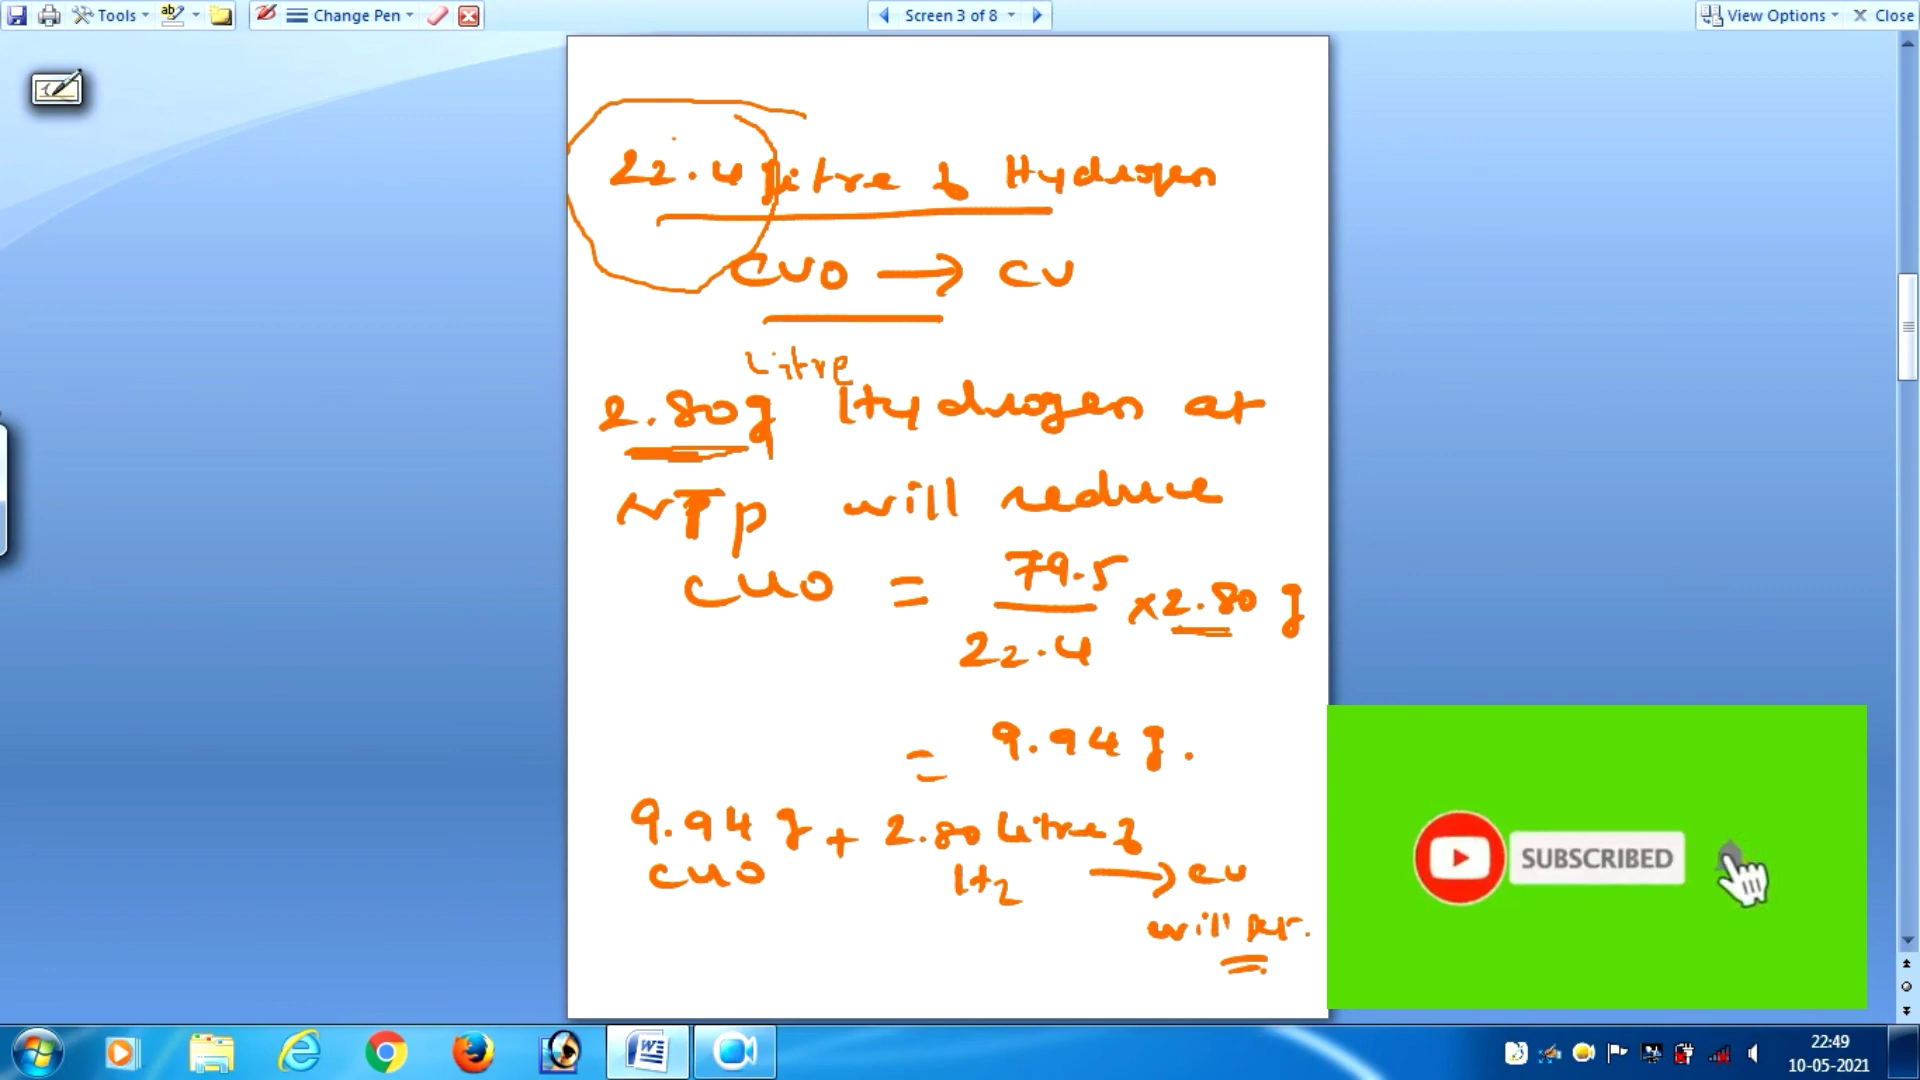 Tools
Change Pen
Screen 3 of 8
View Options
Close
22.4 Litre of Hydrogen
CUO → CU
Litre
2.80g Hydrogen at
NTP will reduce
CUO = 79.5 / 22.4 × 2.80 g
= 9.94 g.
9.94 g + 2.80 Litre of
CUO H2 → CU
will
SUBSCRIBED
22:49
10-05-2021